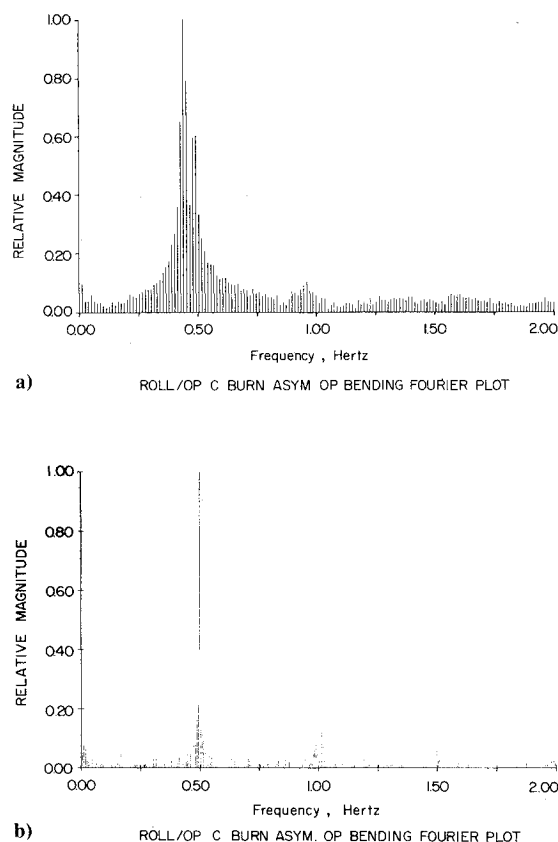 1.00
0.80
0.60
0.40
0.20
0.00
RELATIVE MAGNITUDE
0.00 0.50 1.00 1.50 2.00
Frequency , Hertz
a) ROLL/OP C BURN ASYM OP BENDING FOURIER PLOT
1.00
0.80
0.60
0.40
0.20
0.00
RELATIVE MAGNITUDE
0.00 0.50 1.00 1.50 2.00
Frequency , Hertz
b) ROLL/OP C BURN ASYM. OP BENDING FOURIER PLOT